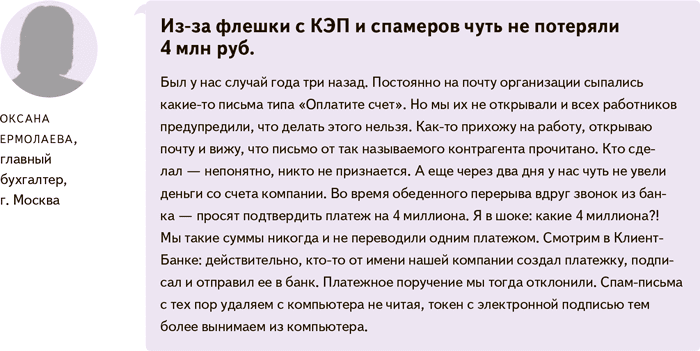 ОКСАНА
ЕРМОЛАЕВА,
главный
бухгалтер,
г. Москва
Из-за флешки с КЭП и спамеров чуть не потеряли
4 млн руб.
Был у нас случай года три назад. Постоянно на почту организации сыпались
какие-то письма типа «Оплатите счет». Но мы их не открывали и всех работников
предупредили, что делать этого нельзя. Как-то прихожу на работу, открываю
почту и вижу, что письмо от так называемого контрагента прочитано. Кто сде-
лал — непонятно, никто не признается. А еще через два дня у нас чуть не увели
деньги со счета компании. Во время обеденного перерыва вдруг звонок из бан-
ка — просят подтвердить платеж на 4 миллиона. Я в шоке: какие 4 миллиона?!
Мы такие суммы никогда и не переводили одним платежом. Смотрим в Клиент-
Банке: действительно, кто-то от имени нашей компании создал платежку, подпи-
сал и отправил ее в банк. Платежное поручение мы тогда отклонили. Спам-письма
с тех пор удаляем с компьютера не читая, токен с электронной подписью тем
более вынимаем из компьютера.